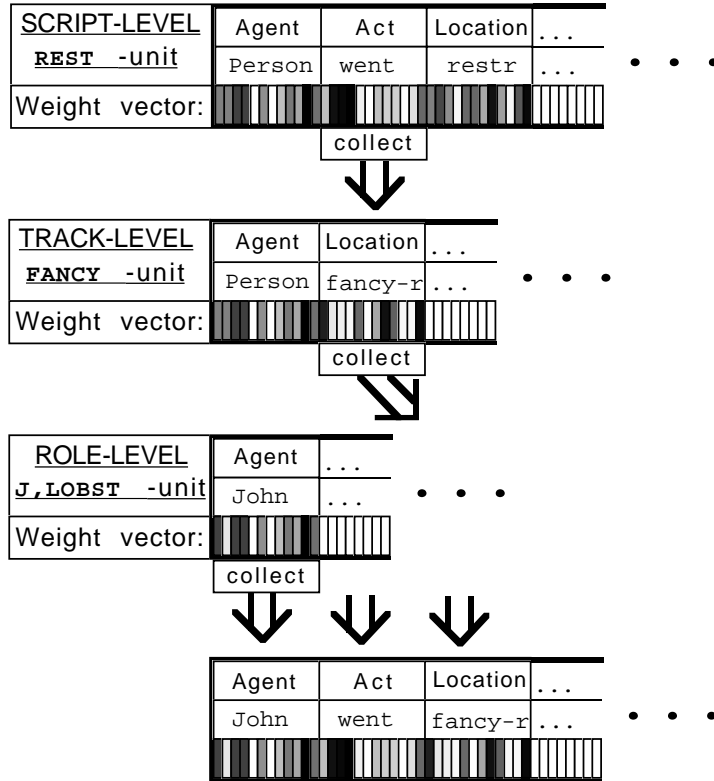 SCRIPT-LEVEL Agent Act Location ...
REST -unit Person went restr ... • • •
Weight vector:
collect
TRACK-LEVEL Agent Location ...
FANCY -unit Person fancy-r ... • • •
Weight vector:
collect
ROLE-LEVEL Agent ...
J,LOBST -unit John ... • • •
Weight vector:
collect
Agent Act Location ...
John went fancy-r ... • • •